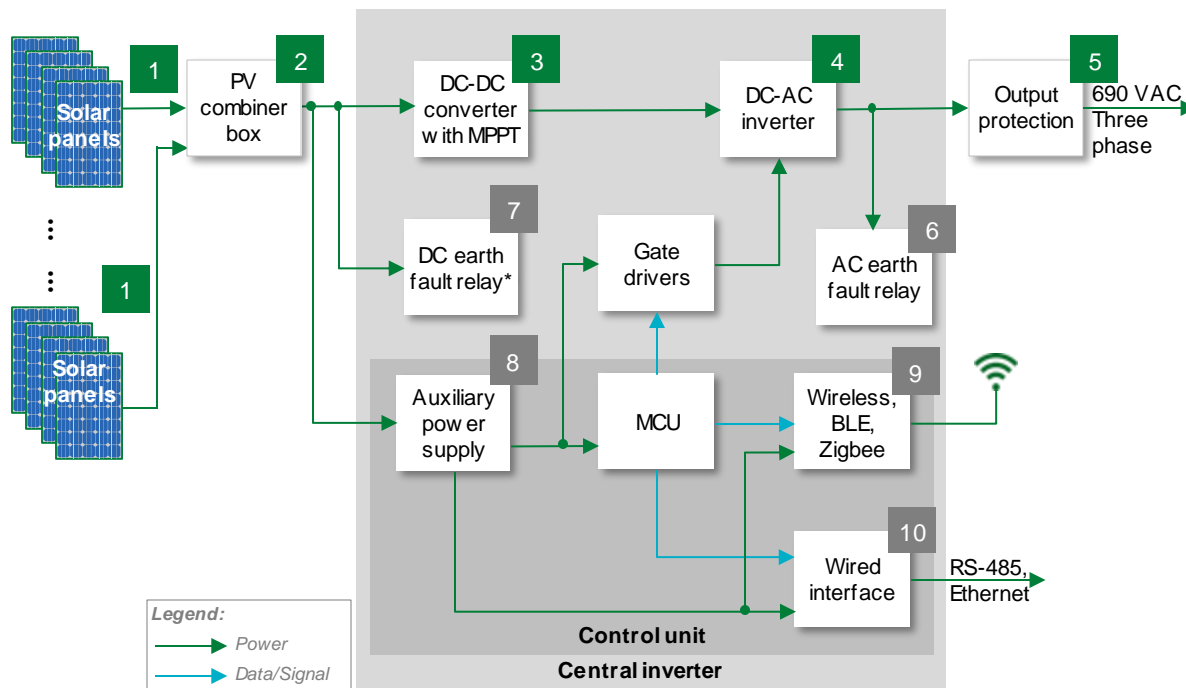 1
Solar
panels
2
PV
combiner
box
3
DC-DC
converter
with MPPT
4
DC-AC
inverter
5
Output
protection
690 VAC
Three
phase
1
Solar
panels
7
DC earth
fault relay*
Gate
drivers
6
AC earth
fault relay
8
Auxiliary
power
supply
MCU
9
Wireless,
BLE,
Zigbee
10
Wired
interface
RS-485,
Ethernet
Control unit
Central inverter
Legend:
Power
Data/Signal